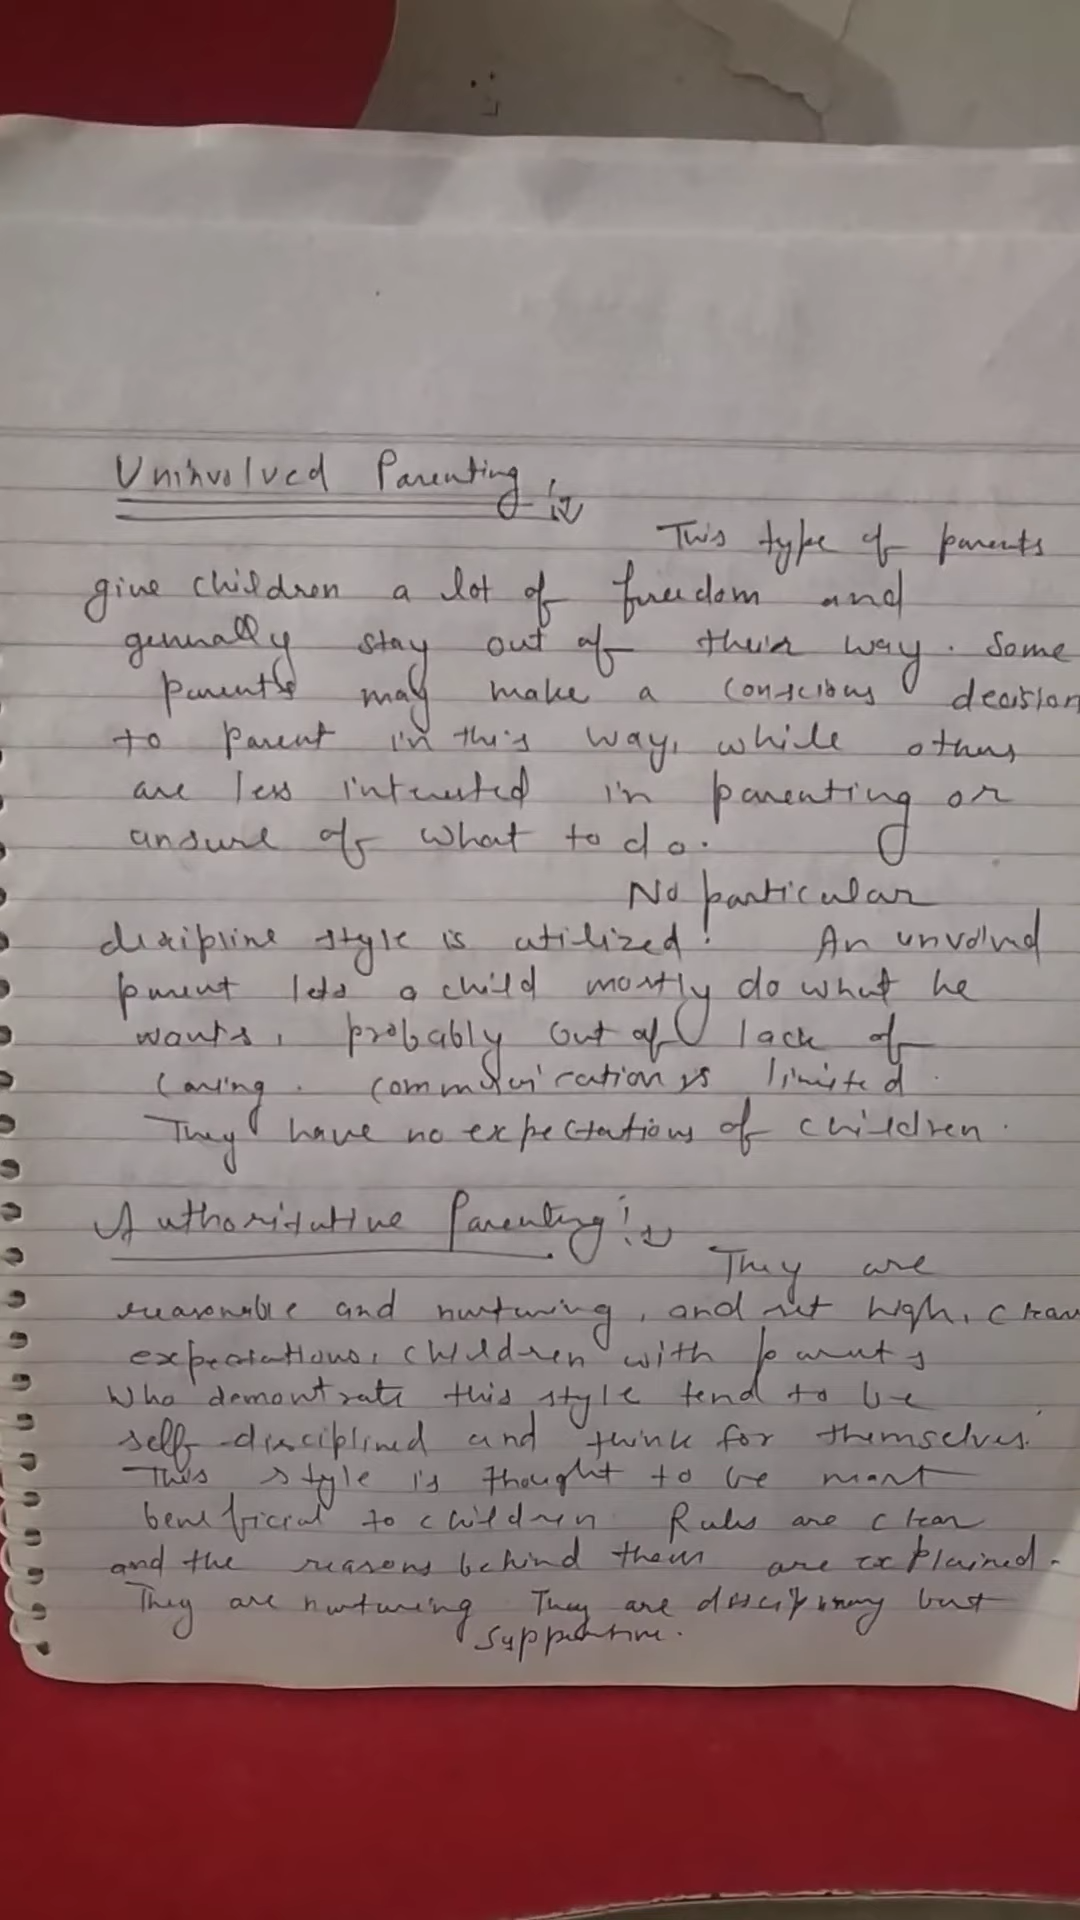 Uninvolved Parenting :-
This type of parents
give children a lot of freedom and
generally stay out of their way. Some
parents may make a conscious decision
to parent in this way, while others
are less interested in parenting or
unsure of what to do.
No particular
discipline style is utilized. An unvolved
parent lets a child mostly do what he
wants, probably out of lack of
caring. communication is limited.
They have no expectations of children.
Authoritative Parenting :-
They are
reasonable and nurturing, and set high, clear
expectations, children with parents
who demontrate this style tend to be
self-disciplined and think for themselves.
This style is thought to be most
beneficial to children Rules are clear
and the reasons behind them are explained.
They are nurturing They are but
supportive.